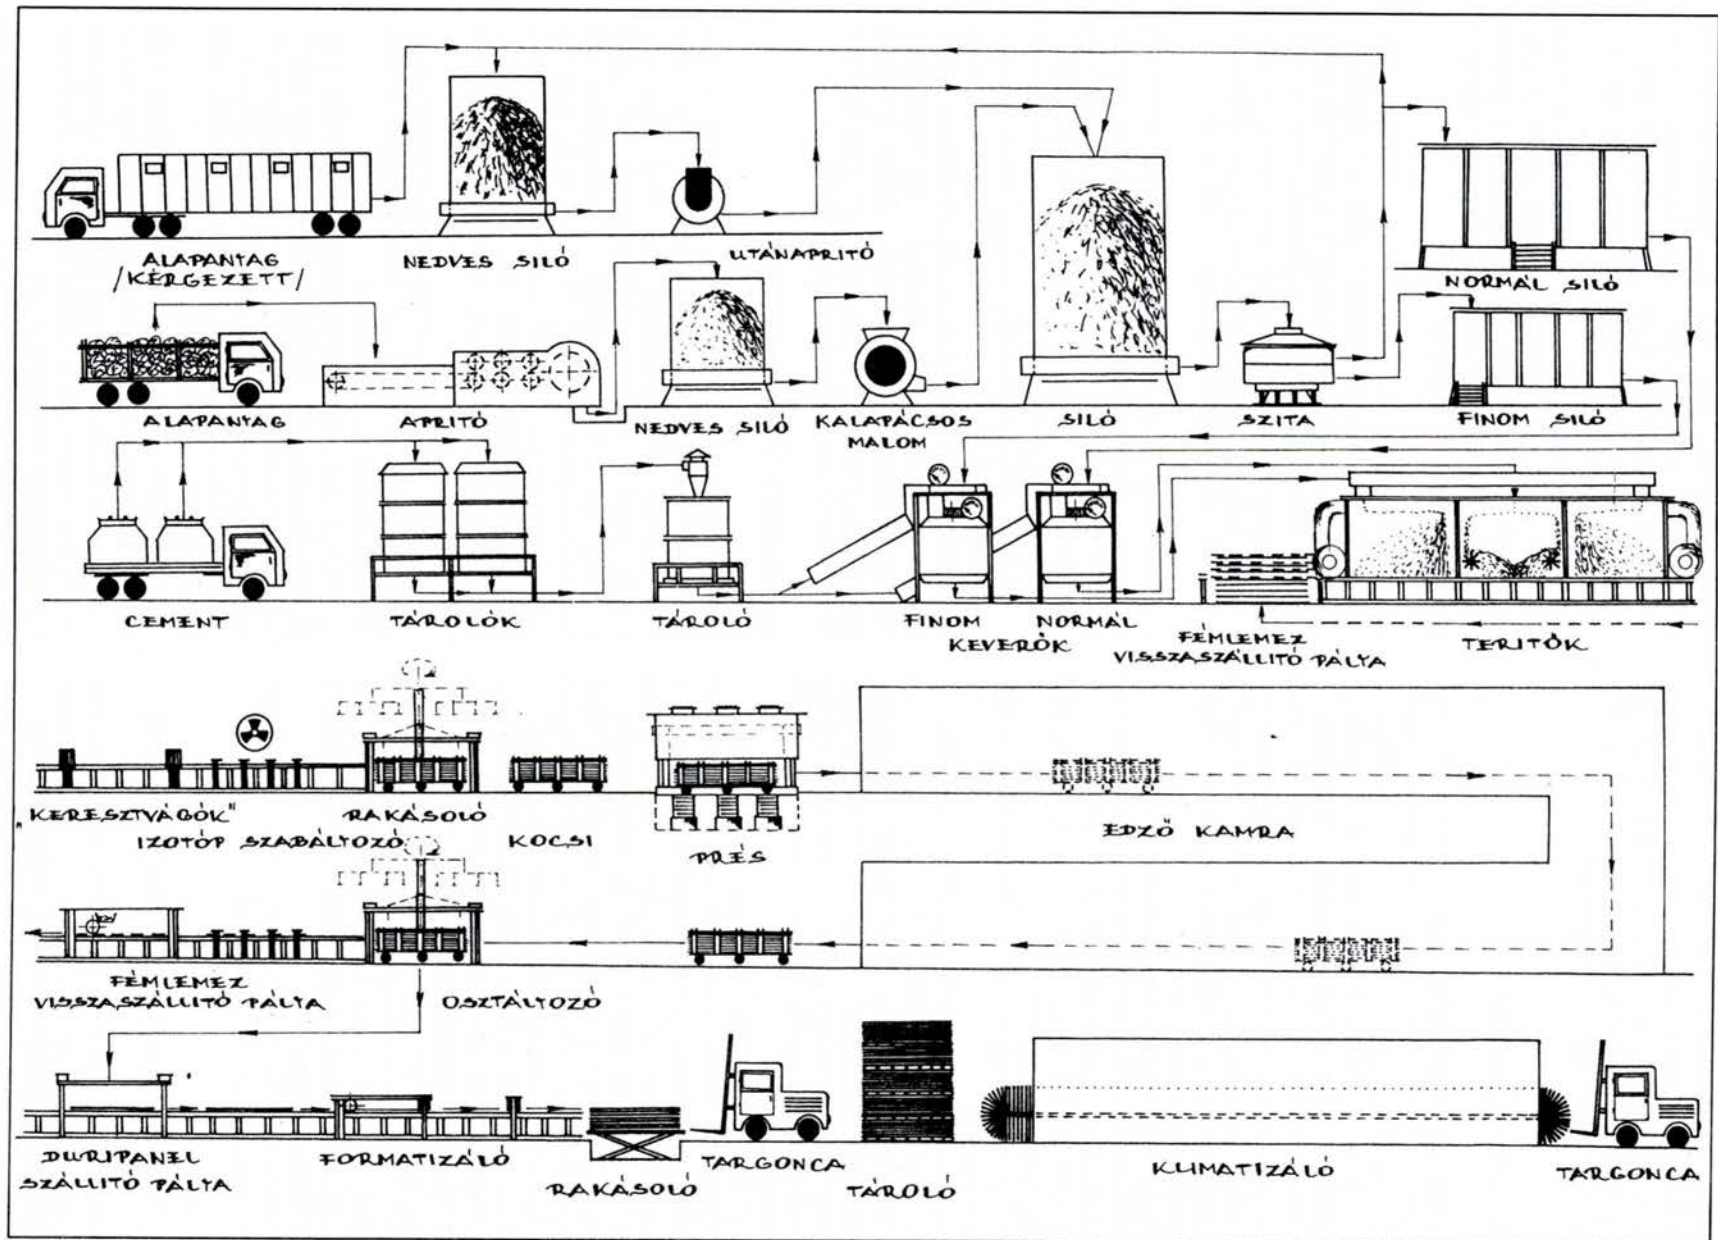 ALAPANYAG
/KÉRGEZETT/
NEDVES SILÓ
UTÁNAPRITÓ
NORMÁL SILÓ
ALAPANYAG
APRITÓ
NEDVES SILÓ
KALAPÁCSOS
MALOM
SILÓ
SZITA
FINOM SILÓ
CEMENT
TÁROLÓK
TÁROLÓ
FINOM
NORMÁL
KEVERŐK
FÉMLEMEZ
VISSZASZÁLLITÓ PÁLYA
TERITŐK
„KERESZTVÁGÓK"
IZOTÓP SZABÁLYOZÓ
RAKÁSOLÓ
KOCSI
PRÉS
EDZŐ KAMRA
FÉMLEMEZ
VISSZASZÁLLITÓ PÁLYA
OSZTÁLYOZÓ
DURIPANEL
SZÁLLITÓ PÁLYA
FORMATIZÁLÓ
RAKÁSOLÓ
TARGONCA
TÁROLÓ
KLIMATIZÁLÓ
TARGONCA